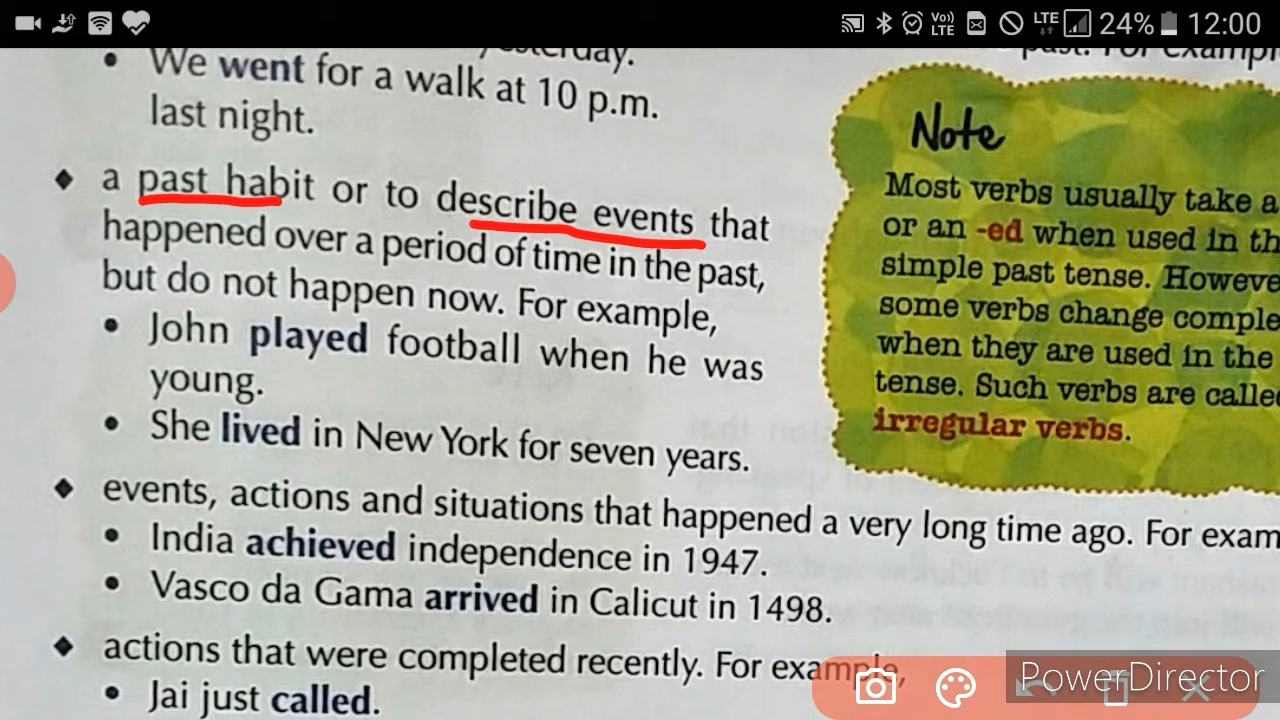 Vo))
LTE
LTE
24%
12:00
yesterday.
past. For exampl
• We went for a walk at 10 p.m.
last night.
◆ a past habit or to describe events that
happened over a period of time in the past,
but do not happen now. For example,
• John played football when he was
young.
• She lived in New York for seven years.
◆ events, actions and situations that happened a very long time ago. For exam
• India achieved independence in 1947.
• Vasco da Gama arrived in Calicut in 1498.
◆ actions that were completed recently. For example,
• Jai just called.
Note
Most verbs usually take a
or an -ed when used in th
simple past tense. Howeve
some verbs change comple
when they are used in the
tense. Such verbs are calle
irregular verbs.
PowerDirector